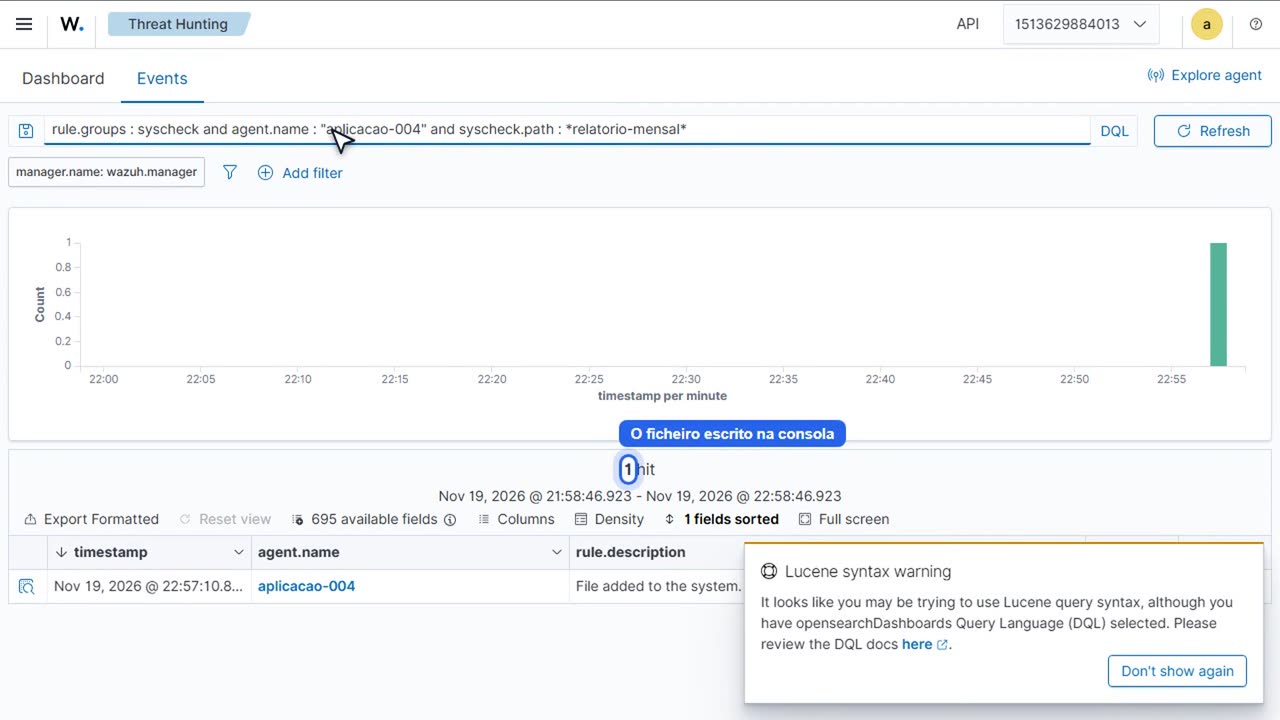 W. Threat Hunting API 1513629884013 a
Dashboard Events Explore agent
rule.groups : syscheck and agent.name : "aplicacao-004" and syscheck.path : *relatorio-mensal* DQL Refresh
manager.name: wazuh.manager Add filter
1
0.8
0.6
0.4
0.2
0
Count
22:00 22:05 22:10 22:15 22:20 22:25 22:30 22:35 22:40 22:45 22:50 22:55
timestamp per minute
O ficheiro escrito na consola
1 hit
Nov 19, 2026 @ 21:58:46.923 - Nov 19, 2026 @ 22:58:46.923
Export Formatted Reset view 695 available fields Columns Density 1 fields sorted Full screen
timestamp agent.name rule.description
Nov 19, 2026 @ 22:57:10.8... aplicacao-004 File added to the system.
Lucene syntax warning
It looks like you may be trying to use Lucene query syntax, although you
have opensearchDashboards Query Language (DQL) selected. Please
review the DQL docs here.
Don't show again